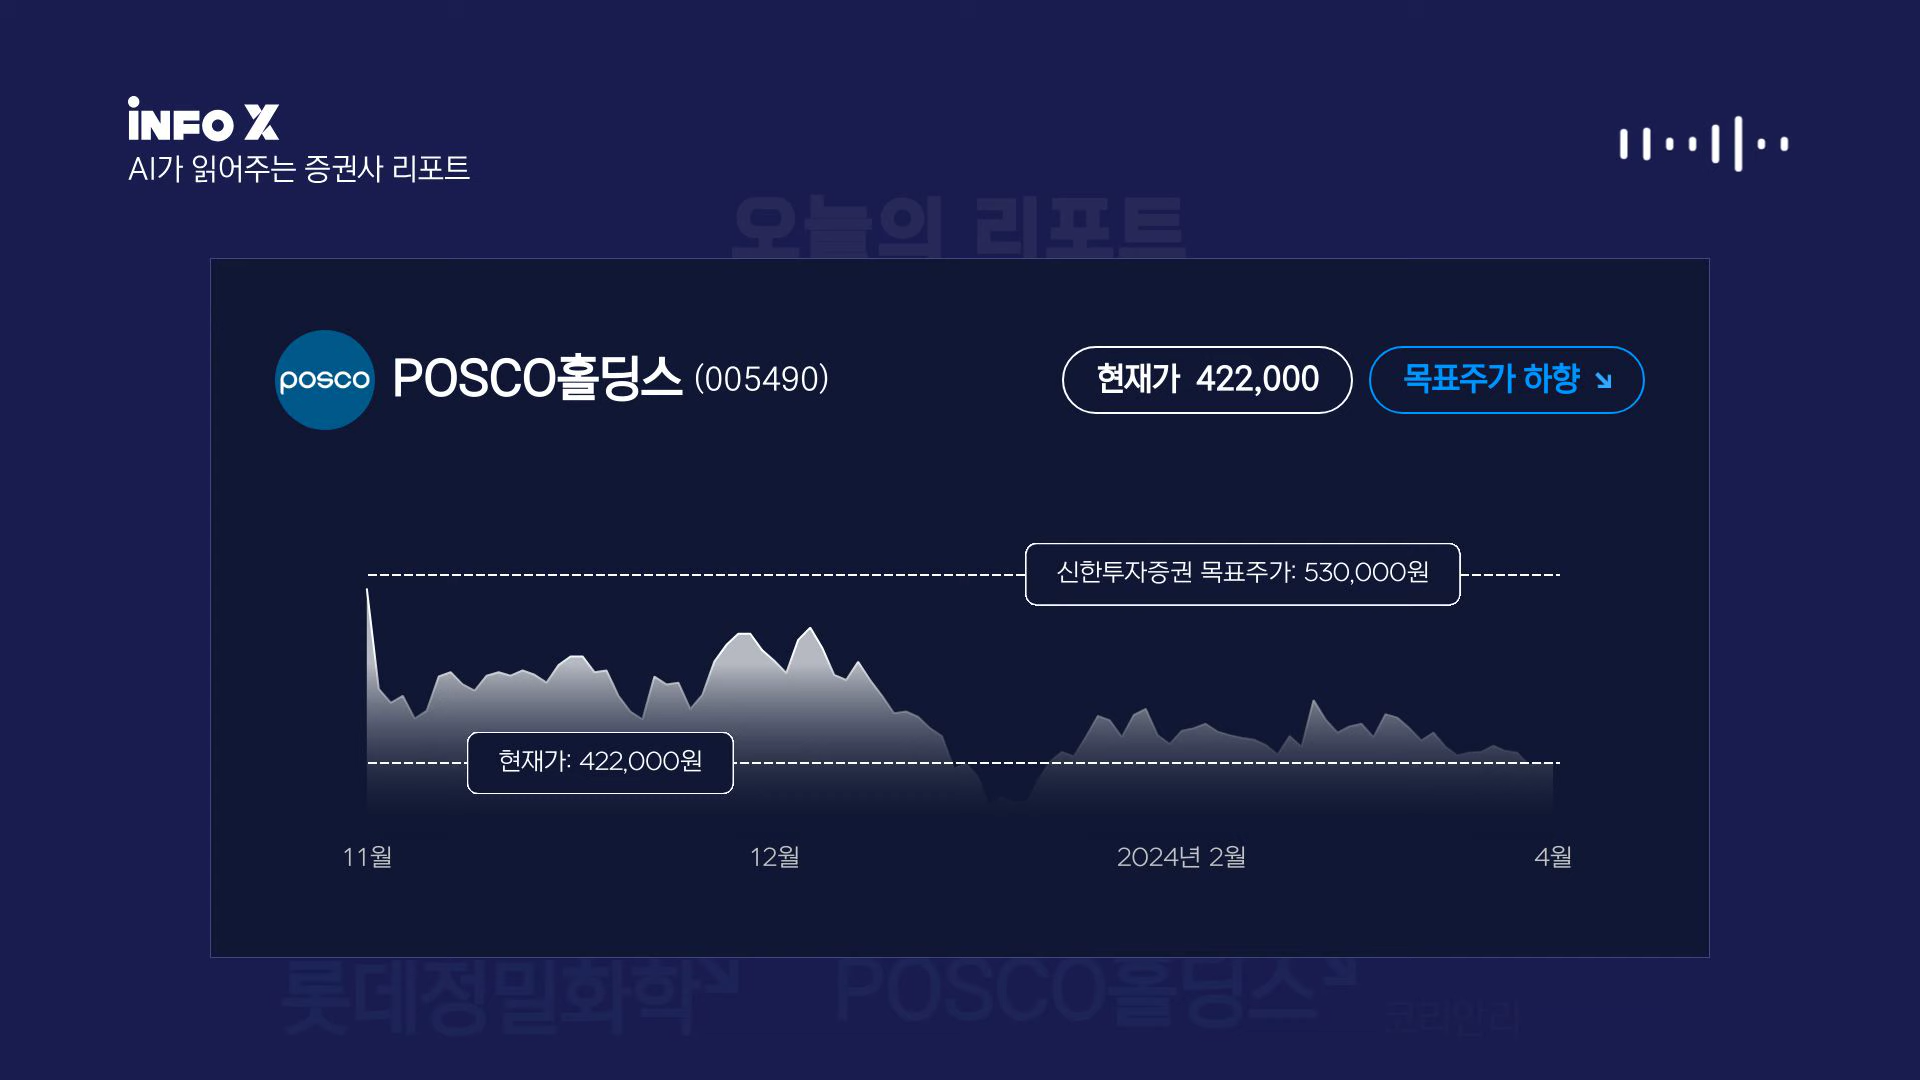 iNFO X
AI가 읽어주는 증권사 리포트
오늘의 리포트
posco POSCO홀딩스 (005490)
현재가 422,000
목표주가 하향
신한투자증권 목표주가: 530,000원
현재가: 422,000원
11월 12월 2024년 2월 4월
롯데정밀화학 POSCO홀딩스 코리안리